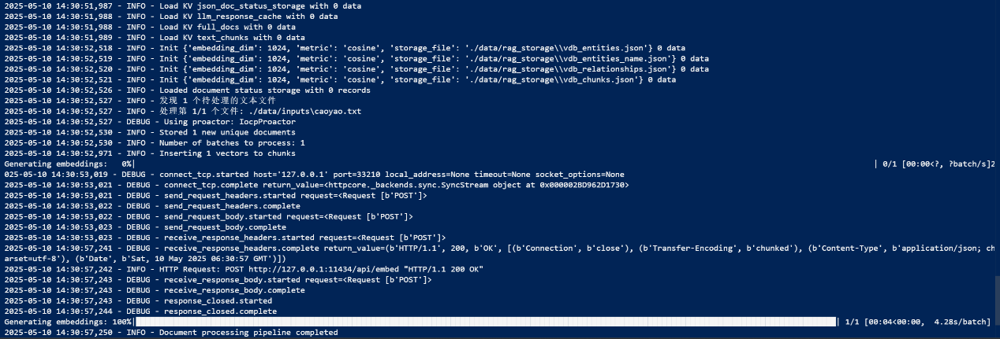 2025-05-10 14:30:51,987 - INFO - Load KV json_doc_status_storage with 0 data
2025-05-10 14:30:51,988 - INFO - Load KV llm_response_cache with 0 data
2025-05-10 14:30:51,988 - INFO - Load KV full_docs with 0 data
2025-05-10 14:30:51,989 - INFO - Load KV text_chunks with 0 data
2025-05-10 14:30:52,518 - INFO - Init {'embedding_dim': 1024, 'metric': 'cosine', 'storage_file': './data/rag_storage\\vdb_entities.json'} 0 data
2025-05-10 14:30:52,519 - INFO - Init {'embedding_dim': 1024, 'metric': 'cosine', 'storage_file': './data/rag_storage\\vdb_entities_name.json'} 0 data
2025-05-10 14:30:52,520 - INFO - Init {'embedding_dim': 1024, 'metric': 'cosine', 'storage_file': './data/rag_storage\\vdb_relationships.json'} 0 data
2025-05-10 14:30:52,521 - INFO - Init {'embedding_dim': 1024, 'metric': 'cosine', 'storage_file': './data/rag_storage\\vdb_chunks.json'} 0 data
2025-05-10 14:30:52,526 - INFO - Loaded document status storage with 0 records
2025-05-10 14:30:52,527 - INFO - 发现 1 个待处理的文本文件
2025-05-10 14:30:52,527 - INFO - 处理第 1/1 个文件: ./data/inputs\caoyao.txt
2025-05-10 14:30:52,527 - DEBUG - Using proactor: IocpProactor
2025-05-10 14:30:52,530 - INFO - Stored 1 new unique documents
2025-05-10 14:30:52,530 - INFO - Number of batches to process: 1
2025-05-10 14:30:52,971 - INFO - Inserting 1 vectors to chunks
Generating embeddings:   0%| | 0/1 [00:00<?, ?batch/s]2
025-05-10 14:30:53,019 - DEBUG - connect_tcp.started host='127.0.0.1' port=33210 local_address=None timeout=None socket_options=None
2025-05-10 14:30:53,021 - DEBUG - connect_tcp.complete return_value=<httpcore._backends.sync.SyncStream object at 0x000002BD962D1730>
2025-05-10 14:30:53,021 - DEBUG - send_request_headers.started request=<Request [b'POST']>
2025-05-10 14:30:53,022 - DEBUG - send_request_headers.complete
2025-05-10 14:30:53,022 - DEBUG - send_request_body.started request=<Request [b'POST']>
2025-05-10 14:30:53,023 - DEBUG - send_request_body.complete
2025-05-10 14:30:53,023 - DEBUG - receive_response_headers.started request=<Request [b'POST']>
2025-05-10 14:30:57,241 - DEBUG - receive_response_headers.complete return_value=(b'HTTP/1.1', 200, b'OK', [(b'Connection', b'close'), (b'Transfer-Encoding', b'chunked'), (b'Content-Type', b'application/json; ch
arset=utf-8'), (b'Date', b'Sat, 10 May 2025 06:30:57 GMT')])
2025-05-10 14:30:57,242 - INFO - HTTP Request: POST http://127.0.0.1:11434/api/embed "HTTP/1.1 200 OK"
2025-05-10 14:30:57,243 - DEBUG - receive_response_body.started request=<Request [b'POST']>
2025-05-10 14:30:57,243 - DEBUG - receive_response_body.complete
2025-05-10 14:30:57,243 - DEBUG - response_closed.started
2025-05-10 14:30:57,244 - DEBUG - response_closed.complete
Generating embeddings: 100%| | 1/1 [00:04<00:00,  4.28s/batch]
2025-05-10 14:30:57,250 - INFO - Document processing pipeline completed